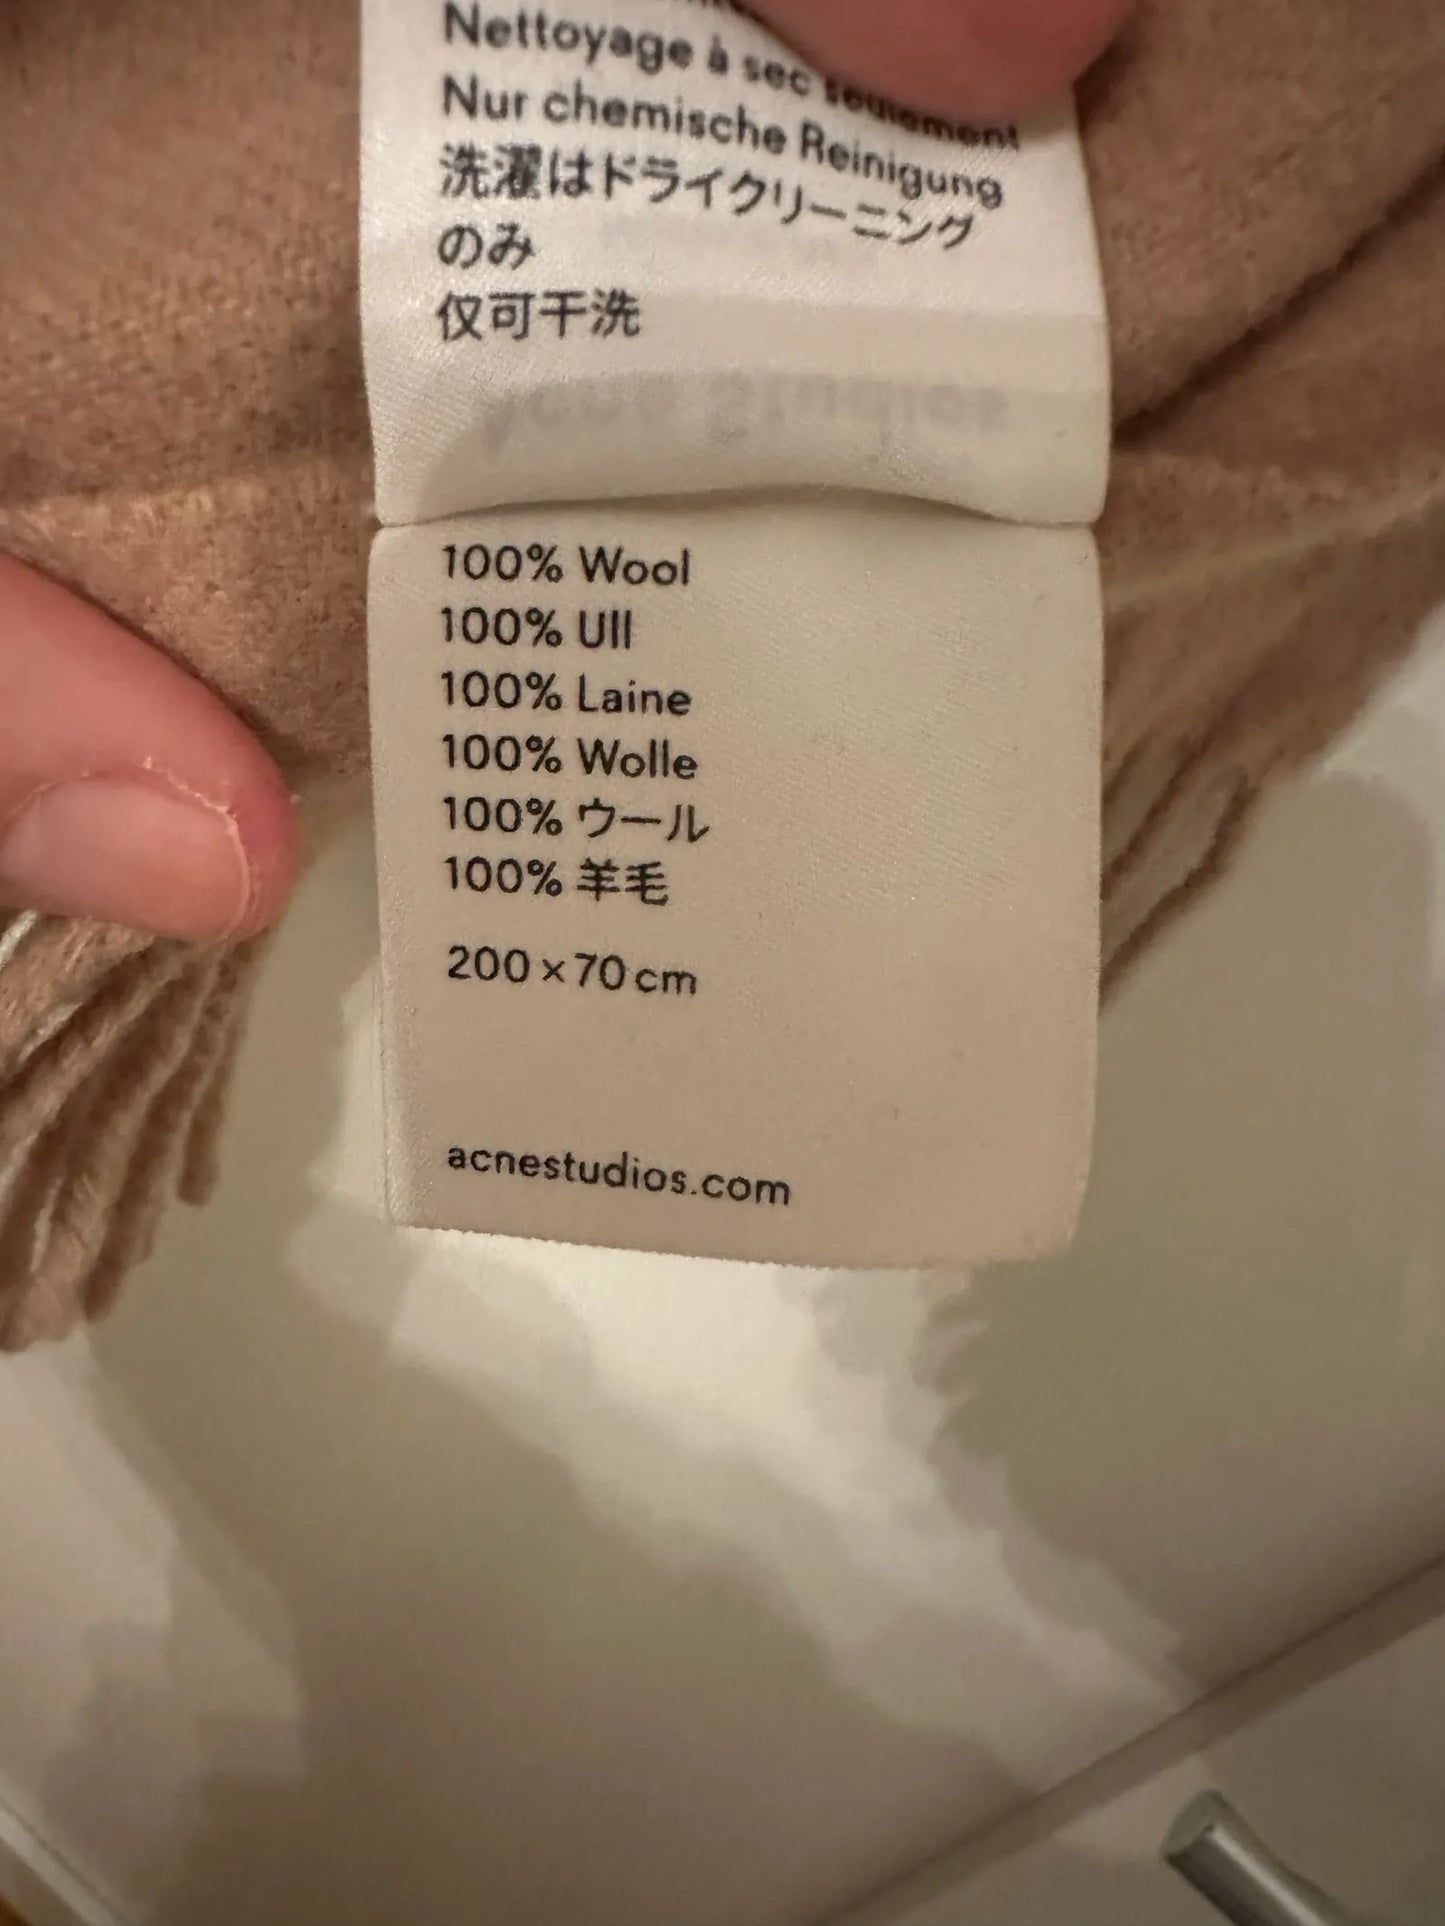 Nettoyage à sec seulement
Nur chemische Reinigung
洗濯はドライクリーニング
のみ
仅可干洗
Acne Studios
100% Wool
100% Ull
100% Laine
100% Wolle
100% ウール
100% 羊毛
200 × 70 cm
acnestudios.com